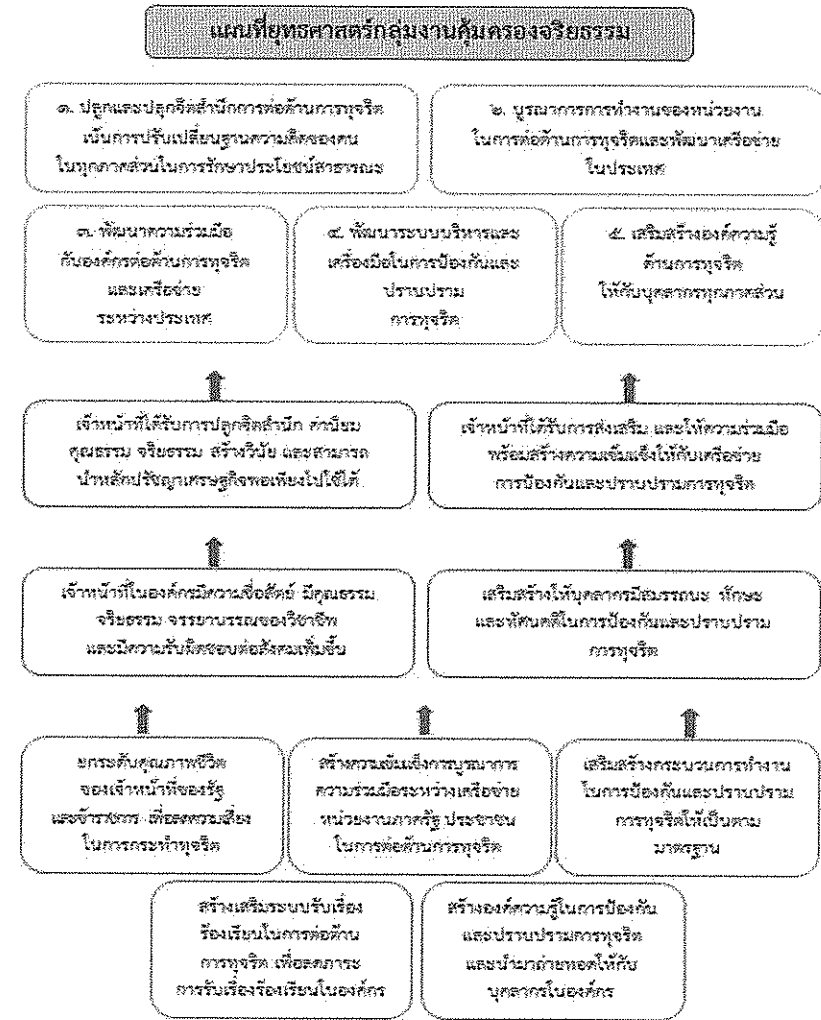 แผนที่ยุทธศาสตร์กลุ่มงานคุ้มครองจริยธรรม
๑. ปลูกและปลุกจิตสำนึกการต่อต้านการทุจริต
เน้นการปรับเปลี่ยนฐานความคิดของคน
ในทุกภาคส่วนในการรักษาประโยชน์สาธารณะ
๒. บูรณาการการทำงานของหน่วยงาน
ในการต่อต้านการทุจริตและพัฒนาเครือข่าย
ในประเทศ
๓. พัฒนาความร่วมมือ
กับองค์กรต่อต้านการทุจริต
และเครือข่าย
ระหว่างประเทศ
๔. พัฒนาระบบบริหารและ
เครื่องมือในการป้องกันและ
ปราบปราม
การทุจริต
๕. เสริมสร้างองค์ความรู้
ด้านการทุจริต
ให้กับบุคลากรทุกภาคส่วน
เจ้าหน้าที่ได้รับการปลูกจิตสำนึก ค่านิยม
คุณธรรม จริยธรรม สร้างวินัย และสามารถ
นำหลักปรัชญาเศรษฐกิจพอเพียงไปใช้ได้
เจ้าหน้าที่ได้รับการส่งเสริม และให้ความร่วมมือ
พร้อมสร้างความเข้มแข็งให้กับเครือข่าย
การป้องกันและปราบปรามการทุจริต
เจ้าหน้าที่ในองค์กรมีความซื่อสัตย์ มีคุณธรรม
จริยธรรม จรรยาบรรณของวิชาชีพ
และมีความรับผิดชอบต่อสังคมเพิ่มขึ้น
เสริมสร้างให้บุคลากรมีสมรรถนะ ทักษะ
และทัศนคติในการป้องกันและปราบปราม
การทุจริต
ยกระดับคุณภาพชีวิต
ของเจ้าหน้าที่ของรัฐ
และข้าราชการ เพื่อลดความเสี่ยง
ในการกระทำทุจริต
สร้างความเข้มแข็งการบูรณาการ
ความร่วมมือระหว่างเครือข่าย
หน่วยงานภาครัฐ ประชาชน
ในการต่อต้านการทุจริต
เสริมสร้างกระบวนการทำงาน
ในการป้องกันและปราบปราม
การทุจริตให้เป็นตาม
มาตรฐาน
สร้างเสริมระบบรับเรื่อง
ร้องเรียนในการต่อต้าน
การทุจริต เพื่อลดภาระ
การรับเรื่องร้องเรียนในองค์กร
สร้างองค์ความรู้ในการป้องกัน
และปราบปรามการทุจริต
และนำมาถ่ายทอดให้กับ
บุคลากรในองค์กร